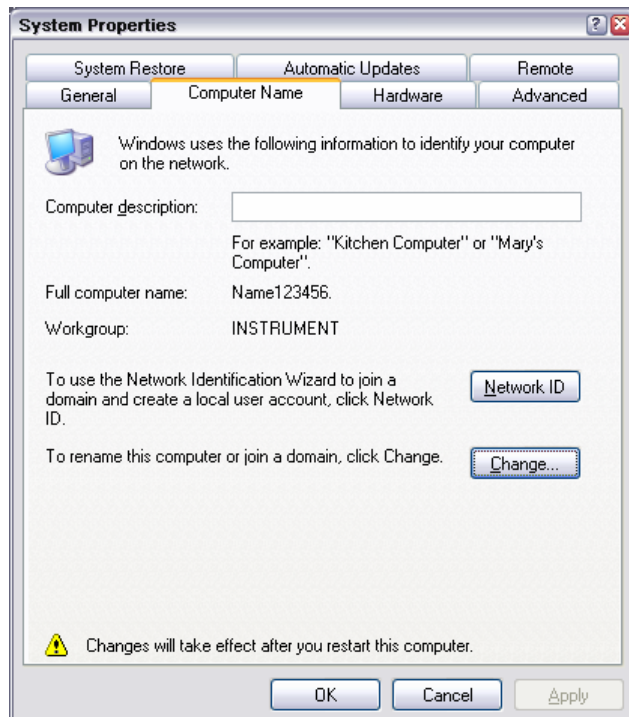 System Properties
System Restore
Automatic Updates
Remote
General
Computer Name
Hardware
Advanced
Windows uses the following information to identify your computer
on the network.
Computer description:
For example: "Kitchen Computer" or "Mary's
Computer".
Full computer name: Name123456.
Workgroup: INSTRUMENT
To use the Network Identification Wizard to join a
domain and create a local user account, click Network
ID.
Network ID
To rename this computer or join a domain, click Change.
Change...
Changes will take effect after you restart this computer.
OK
Cancel
Apply